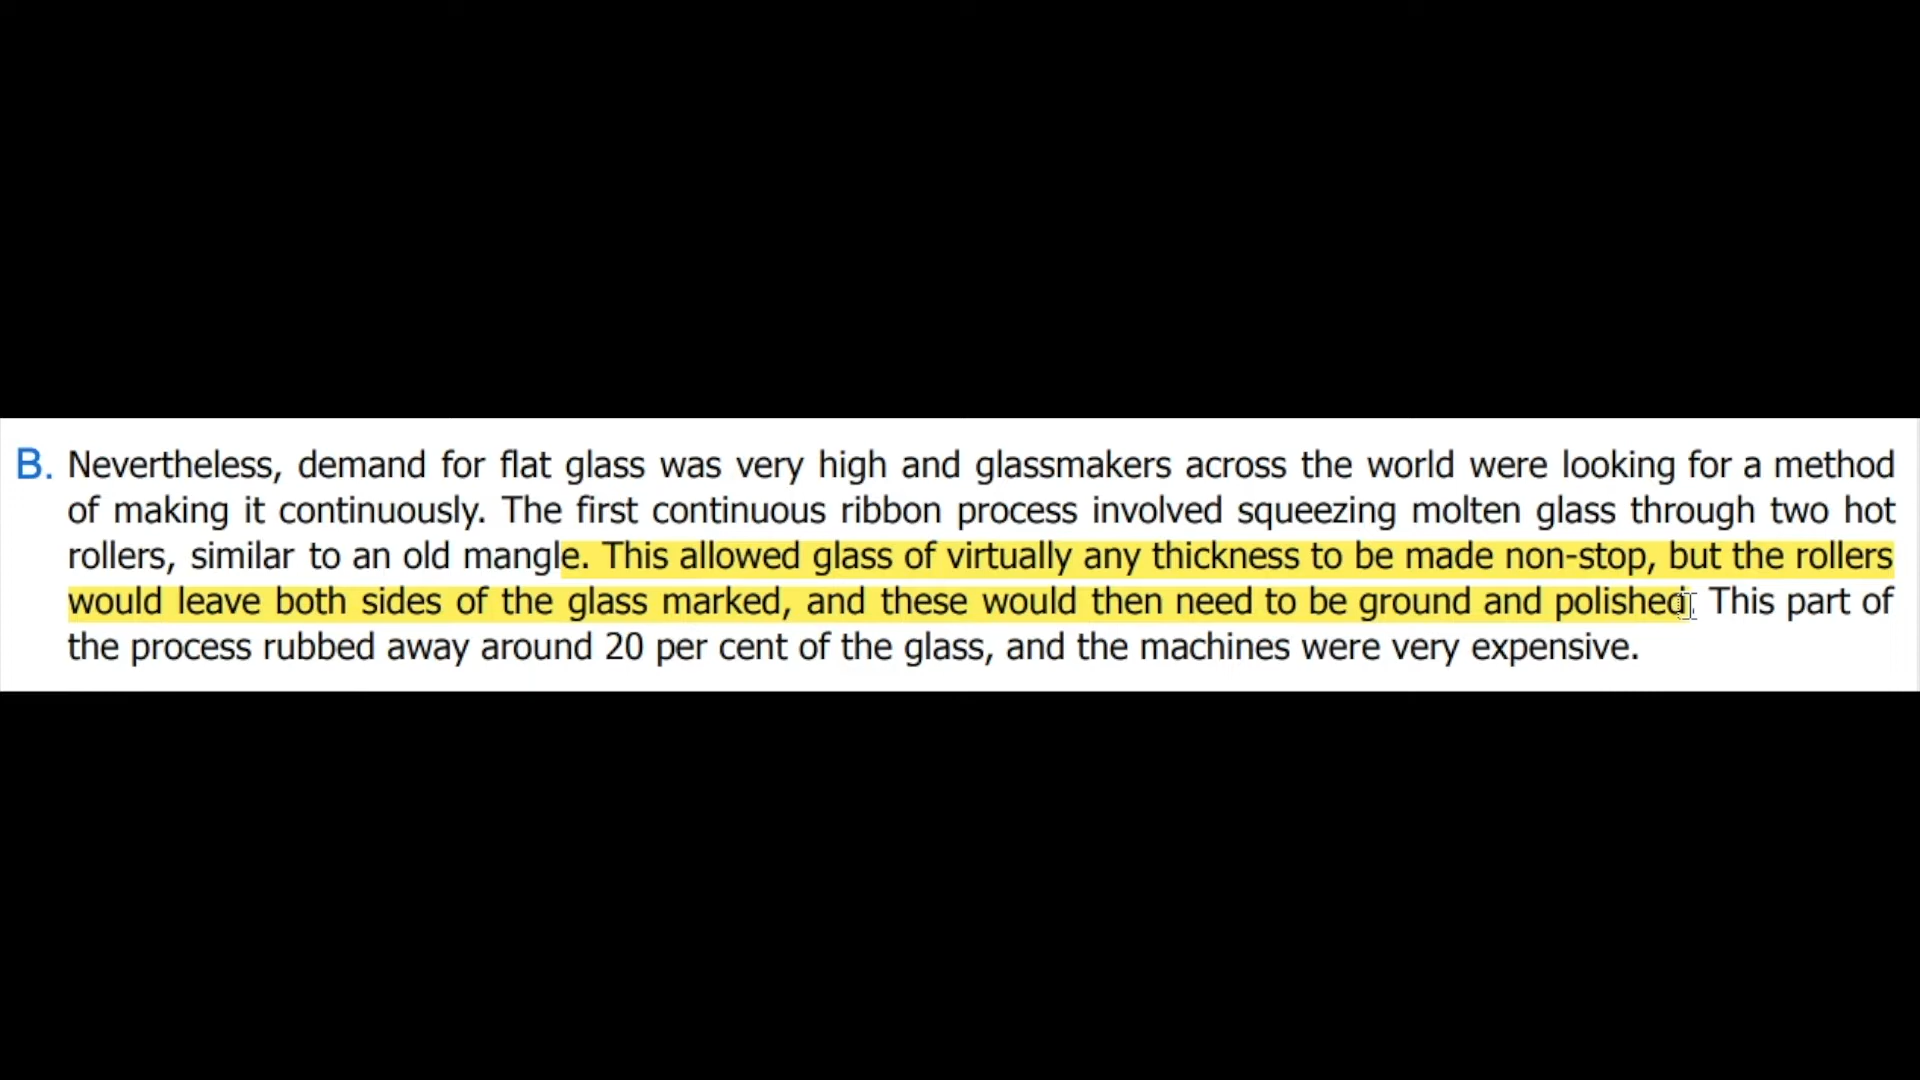 B. Nevertheless, demand for flat glass was very high and glassmakers across the world were looking for a method
of making it continuously. The first continuous ribbon process involved squeezing molten glass through two hot
rollers, similar to an old mangle. This allowed glass of virtually any thickness to be made non-stop, but the rollers
would leave both sides of the glass marked, and these would then need to be ground and polished. This part of
the process rubbed away around 20 per cent of the glass, and the machines were very expensive.